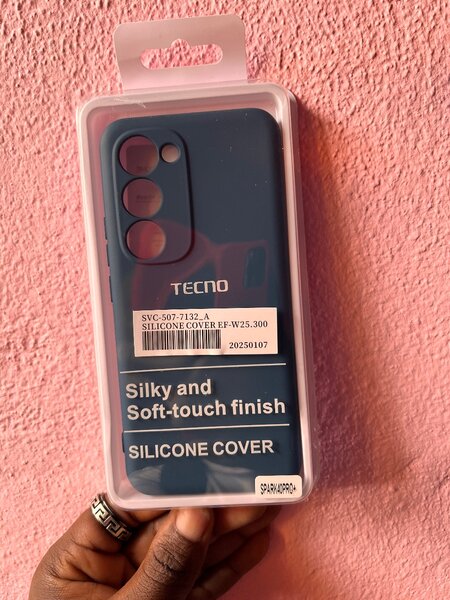 TECNO
SVC-507-7132_A
SILICONE COVER EF-W25.300
20250107
Silky and
Soft-touch finish
SILICONE COVER
SPARK40PRO+